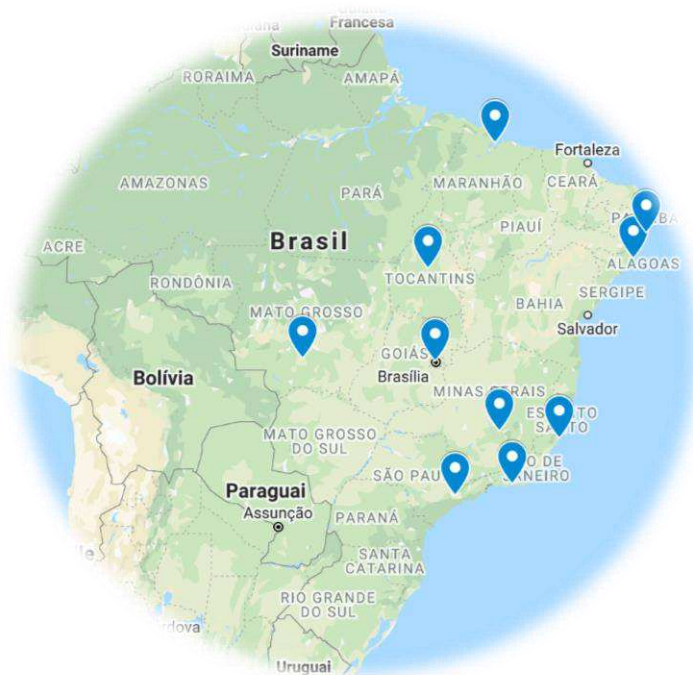 Francesa
Suriname
RORAIMA
AMAPÁ
Fortaleza
AMAZONAS
PARÁ
MARANHÃO
CEARÁ
PIAUÍ
Brasil
ACRE
ALAGOAS
RONDÔNIA
TOCANTINS
SERGIPE
MATO GROSSO
BAHIA
Salvador
GOIÁS
Bolívia
Brasília
MINAS GERAIS
MATO GROSSO
DO SUL
SÃO
Paraguai
Assunção
PARANÁ
SANTA
CATARINA
RIO GRANDE
DO SUL
Uruguai